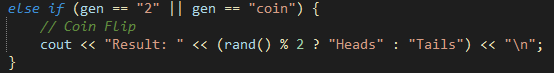 else if (gen == "2" || gen == "coin") {
// Coin Flip
cout << "Result: " << (rand() % 2 ? "Heads" : "Tails") << "\n";
}